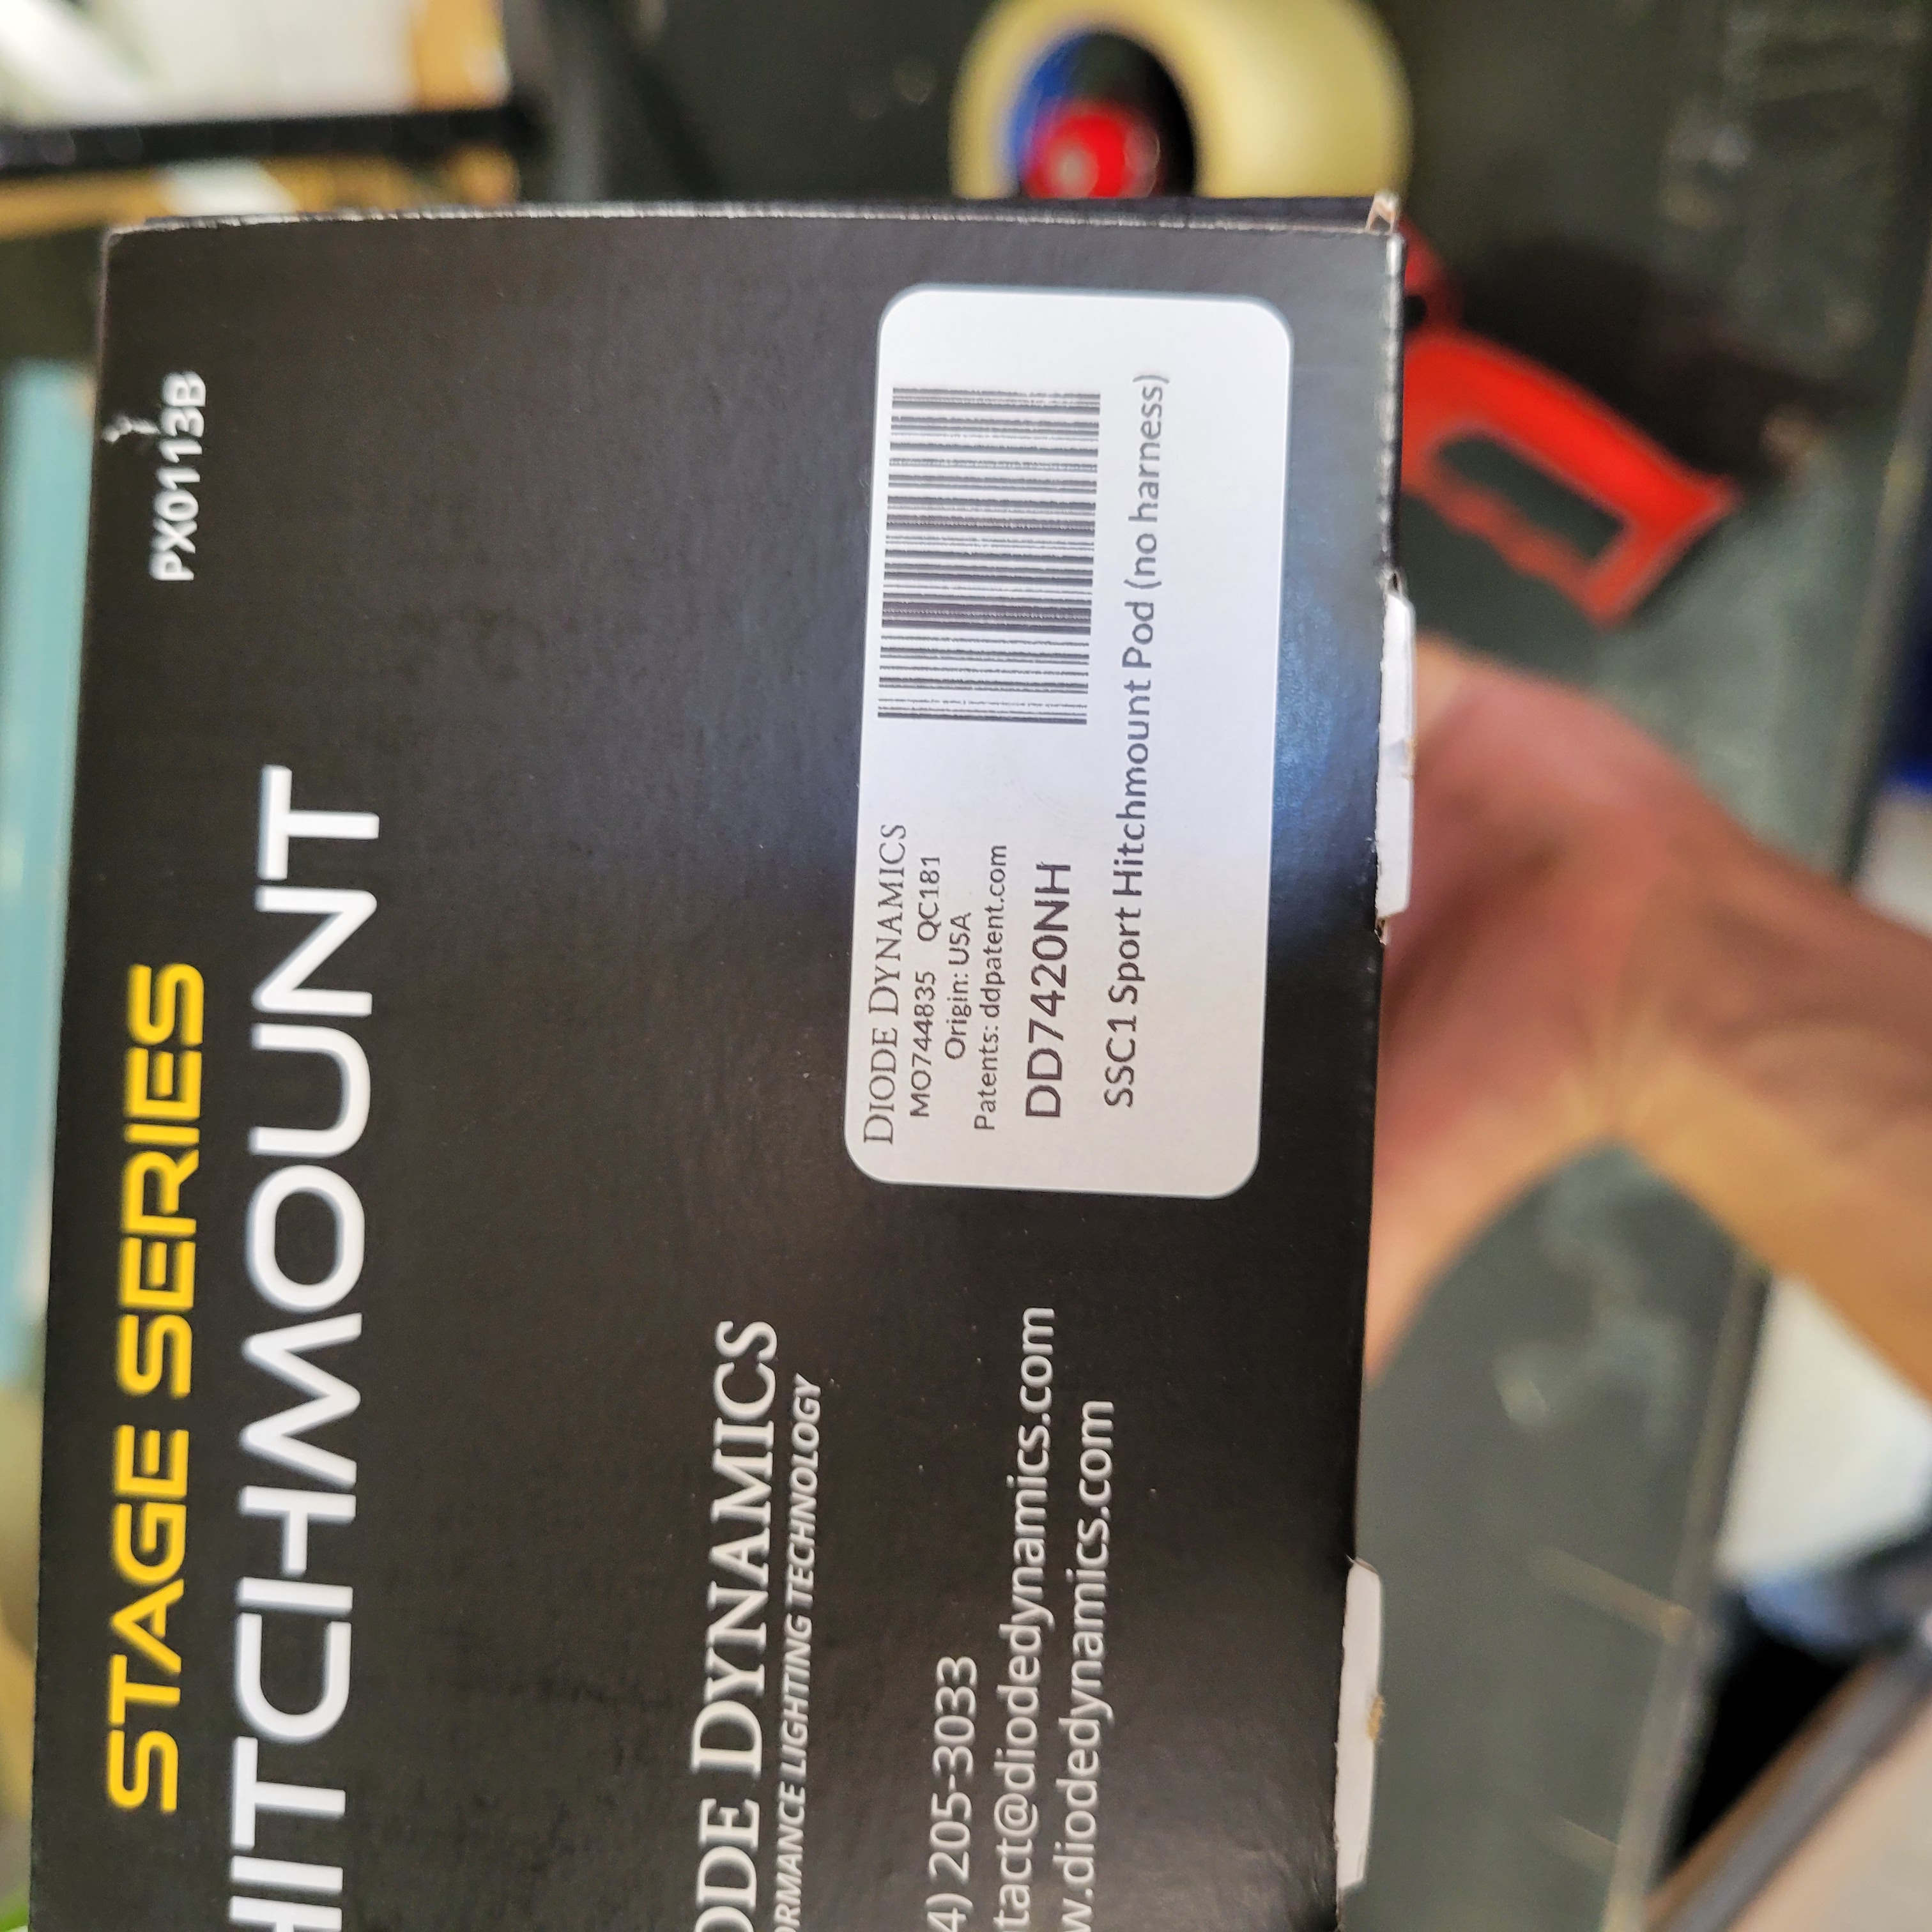 PX0113B
STAGE SERIES
HITCHMOUNT
DIODE DYNAMICS
MO744835 QC181
Origin: USA
Patents: ddpatent.com
DD7420NH
SSC1 Sport Hitchmount Pod (no harness)
ODE DYNAMICS
ORMANCE LIGHTING TECHNOLOGY
4) 205-3033
tact@diodedynamics.com
w.diodedynamics.com